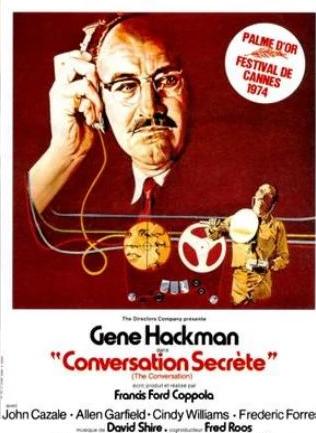 PALME D'OR
FESTIVAL DE
CANNES
1974
The Directors Company présente
Gene Hackman
dans
"Conversation Secrète"
(The Conversation)
écrit produit et réalisé par
Francis Ford Coppola
avec
John Cazale · Allen Garfield · Cindy Williams · Frederic Forres
musique de David Shire · coproducteur Fred Roos